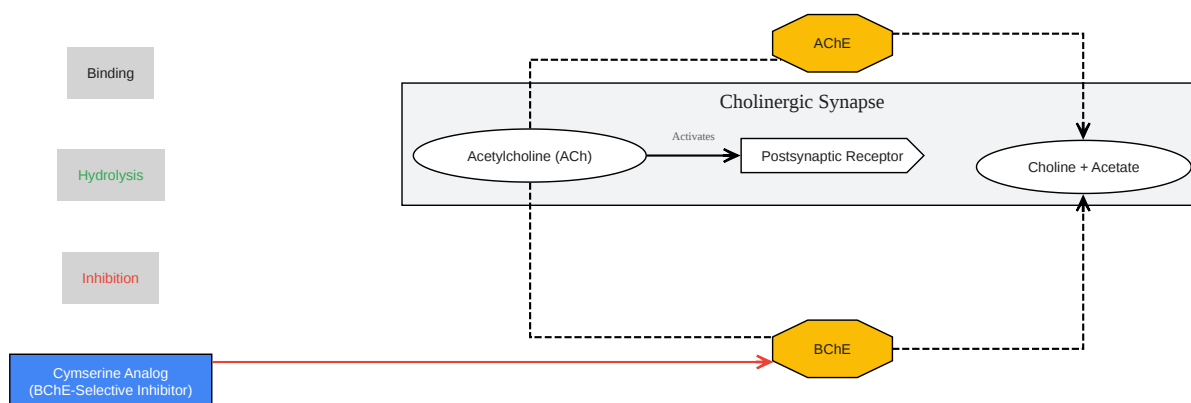 AChE
Binding
Cholinergic Synapse
Activates
Acetylcholine (ACh)
Postsynaptic Receptor
Choline + Acetate
Hydrolysis
Inhibition
BChE
Cymserine Analog
(BChE-Selective Inhibitor)